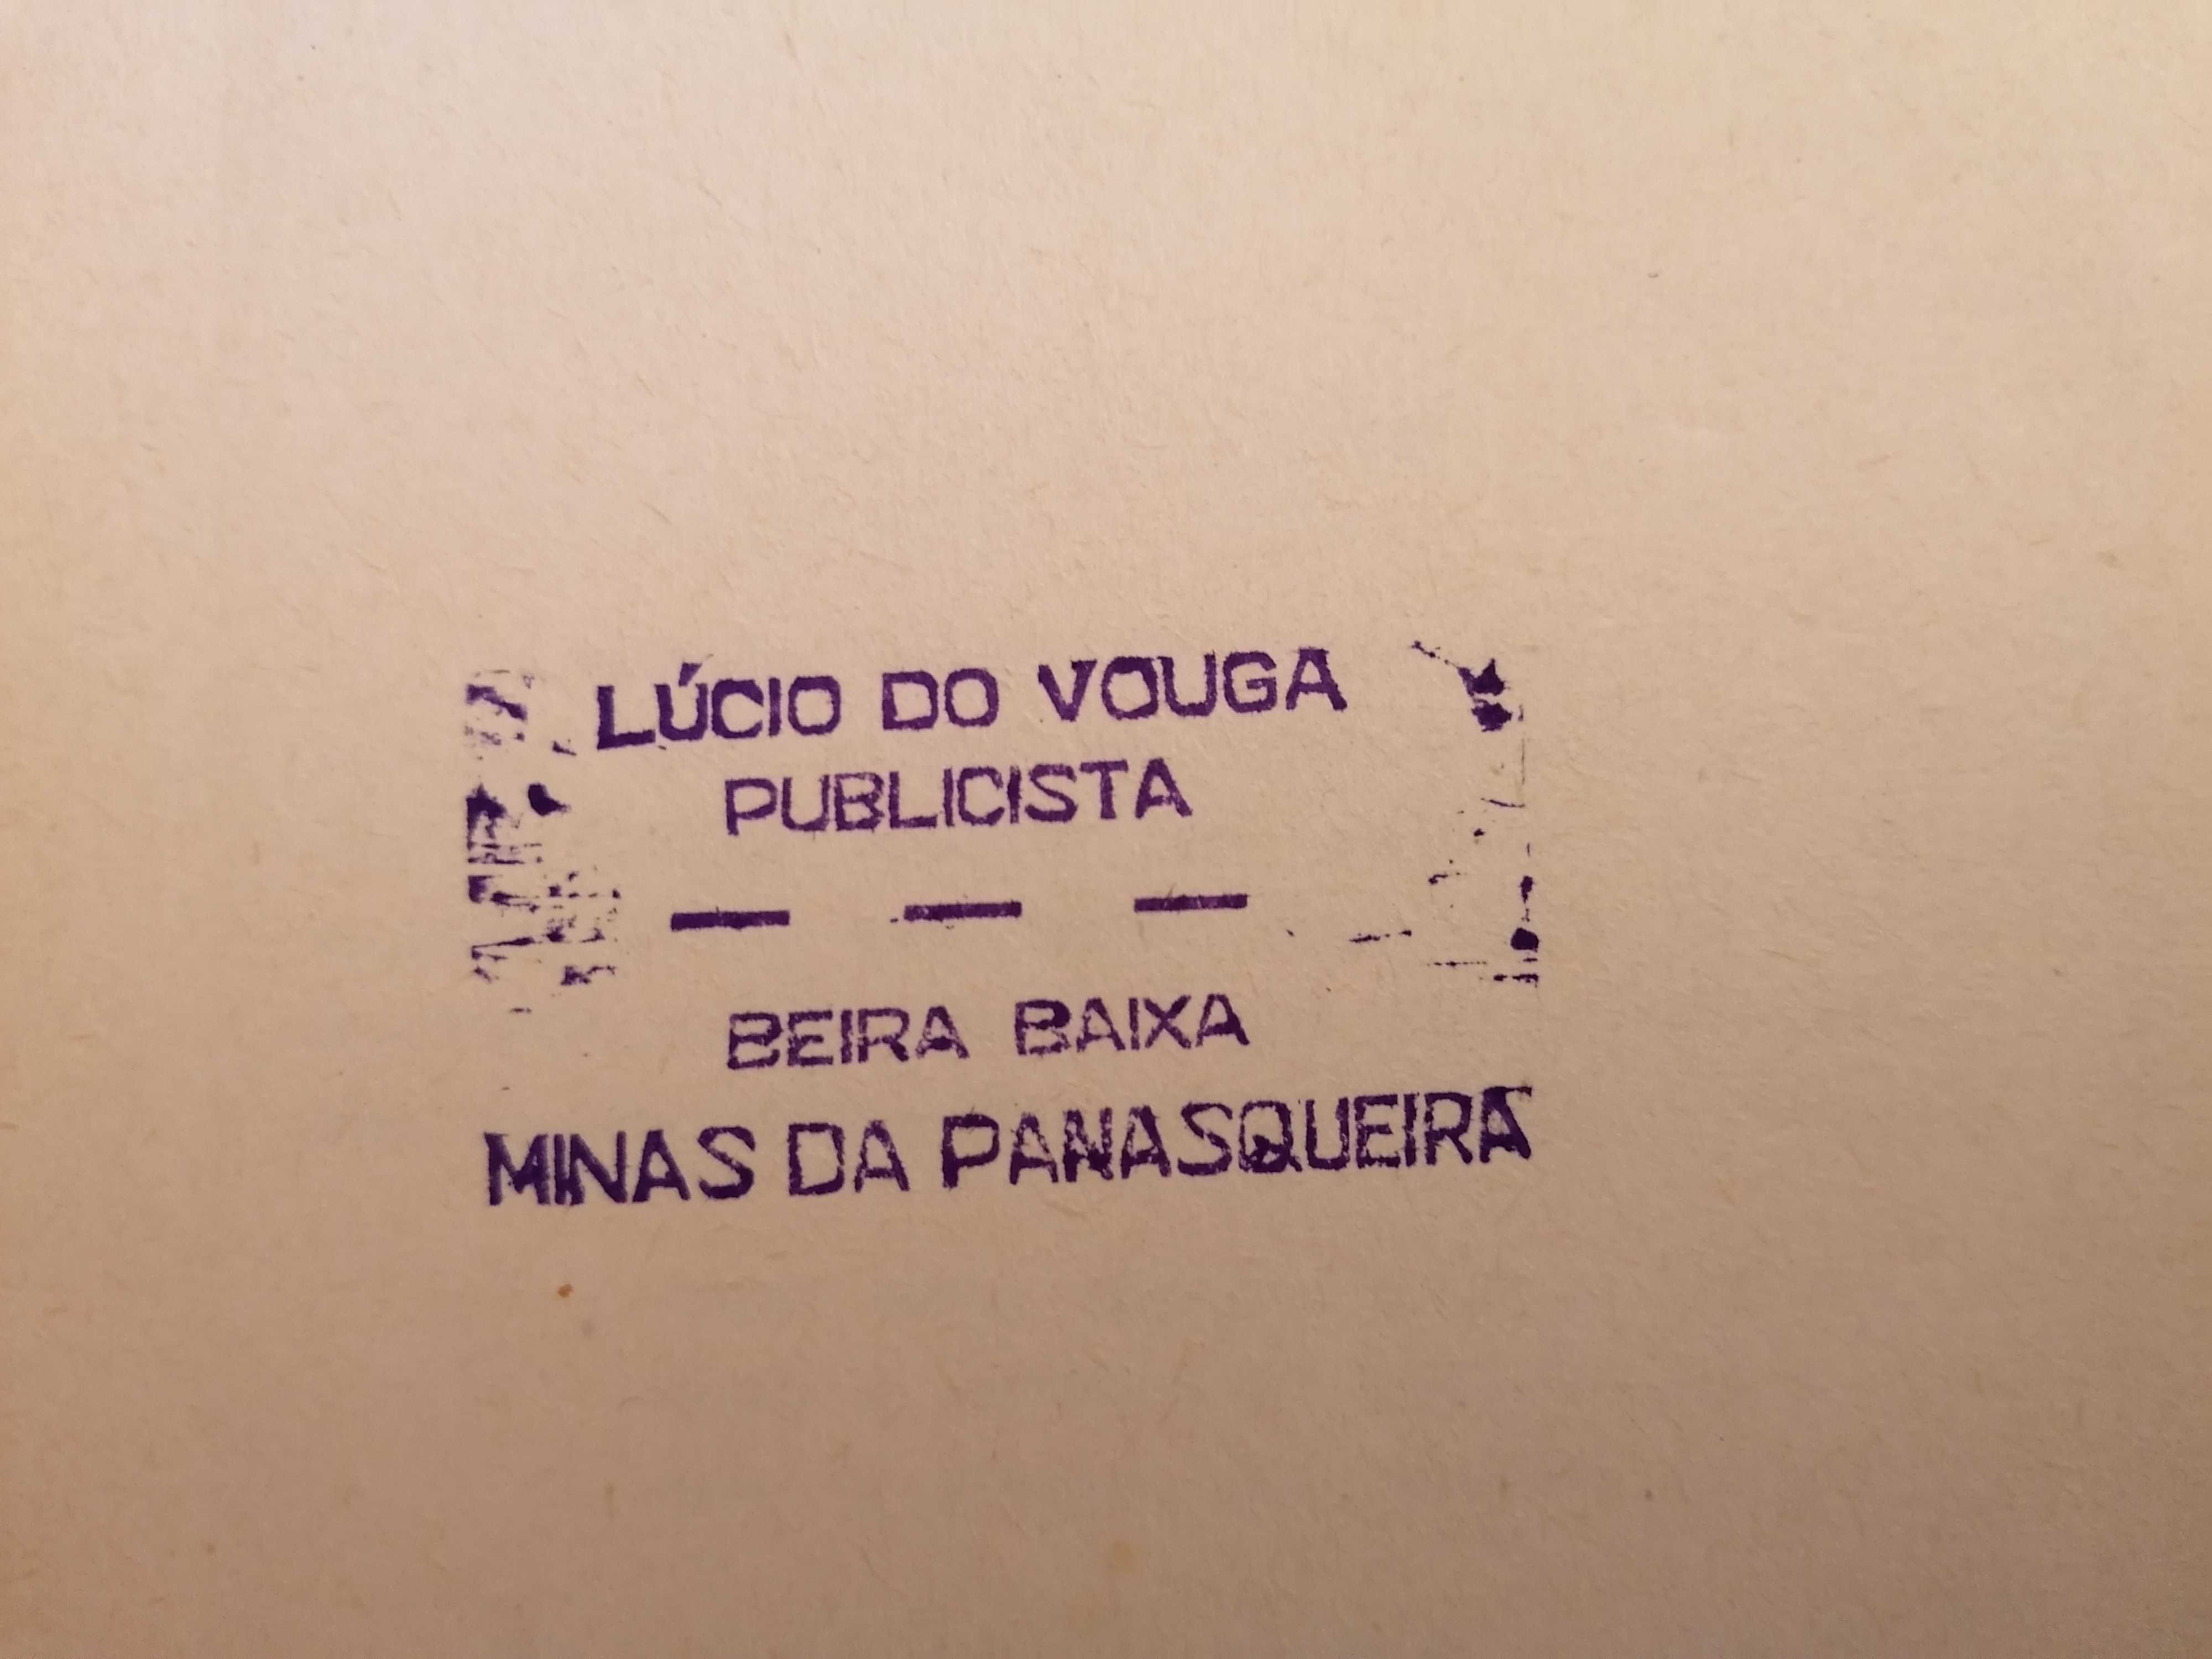 LÚCIO DO VOUGA
PUBLICISTA
— — —
BEIRA BAIXA
MINAS DA PANASQUEIRA